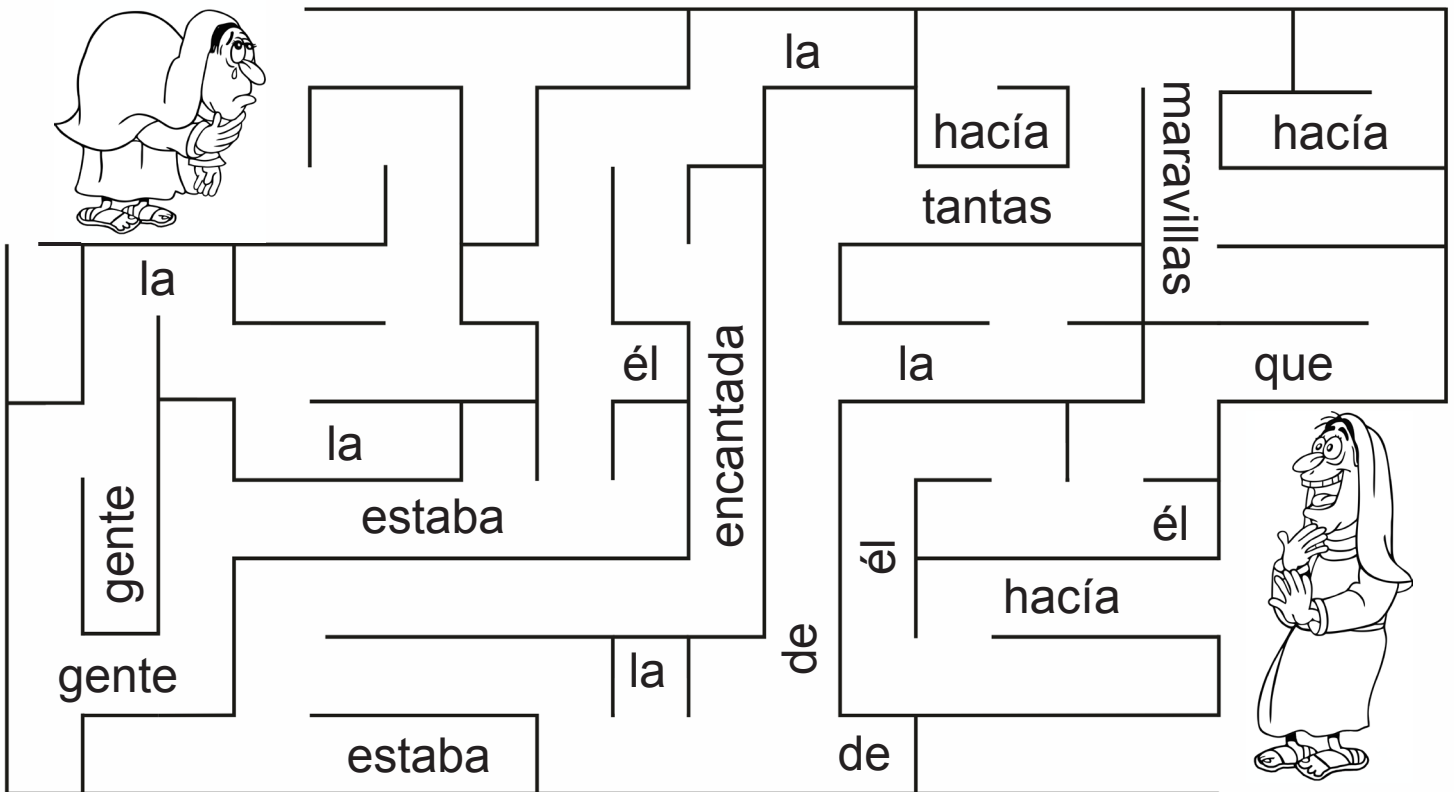 la
hacía
maravillas
hacía
tantas
la
él
encantada
la
que
la
gente
estaba
él
él
hacía
de
gente
la
estaba
de